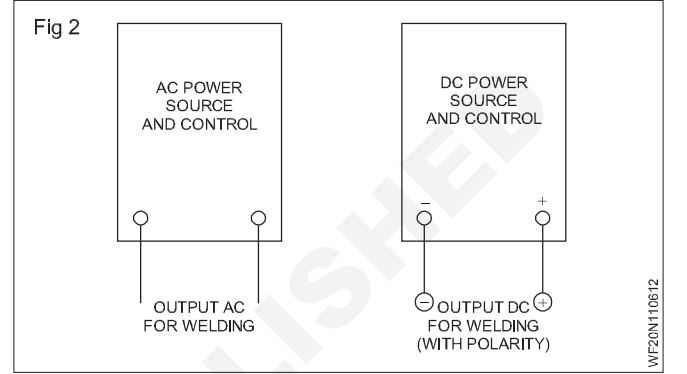 Fig 2
AC POWER
SOURCE
AND CONTROL
OUTPUT AC
FOR WELDING
DC POWER
SOURCE
AND CONTROL
− +
− OUTPUT DC +
FOR WELDING
(WITH POLARITY)
WF20N110612
LISHED